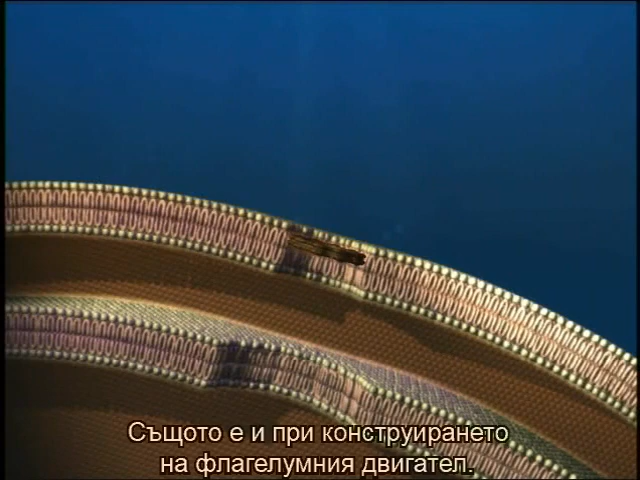 Същото е и при конструирането
на флагелумния двигател.